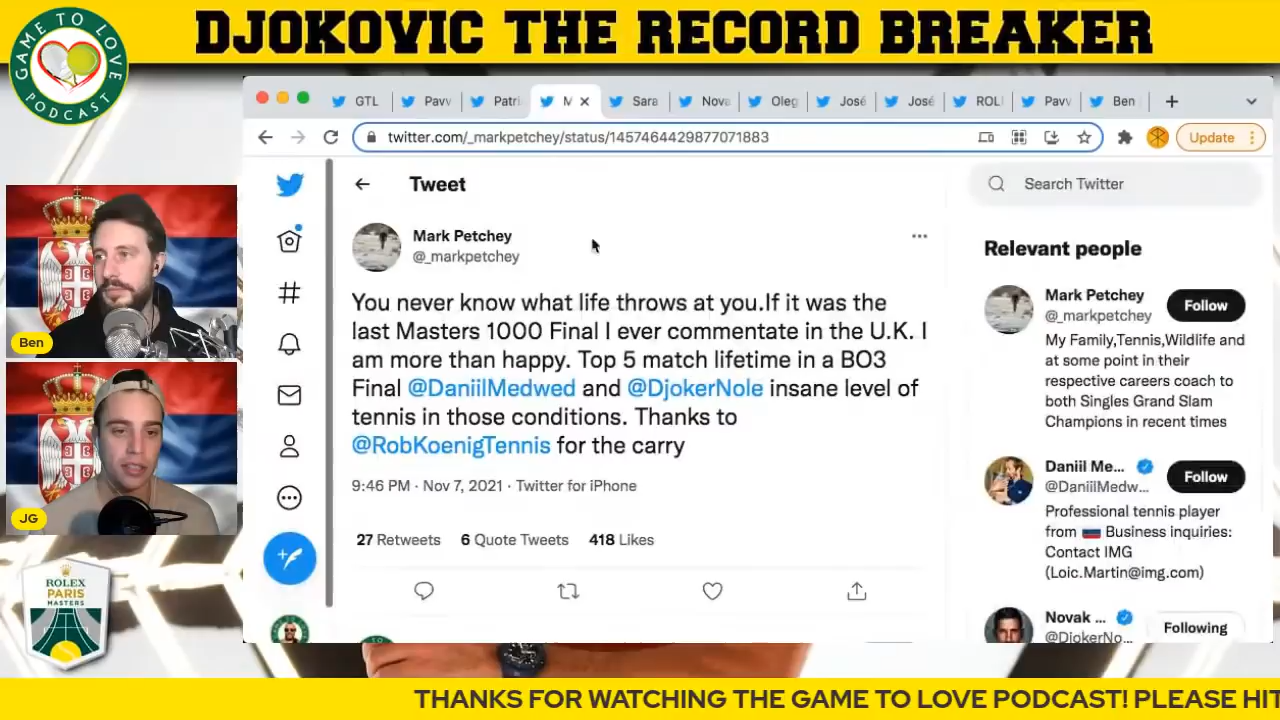 DJOKOVIC THE RECORD BREAKER
GAME TO LOVE
PODCAST
GTL
Pavv
Patri
M
Sara
Nova
Oleg
José
José
ROL
Pavv
Ben
twitter.com/_markpetchey/status/1457464429877071883
Update
Tweet
Search Twitter
Mark Petchey
@_markpetchey
You never know what life throws at you.If it was the
last Masters 1000 Final I ever commentate in the U.K. I
am more than happy. Top 5 match lifetime in a BO3
Final @DaniilMedwed and @DjokerNole insane level of
tennis in those conditions. Thanks to
@RobKoenigTennis for the carry
9:46 PM · Nov 7, 2021 · Twitter for iPhone
27 Retweets 6 Quote Tweets 418 Likes
Relevant people
Mark Petchey
@_markpetchey
Follow
My Family,Tennis,Wildlife and
at some point in their
respective careers coach to
both Singles Grand Slam
Champions in recent times
Daniil Me...
@DaniilMedw...
Follow
Professional tennis player
from Business inquiries:
Contact IMG
(Loic.Martin@img.com)
Novak ...
@DjokerNo...
Following
Ben
JG
ROLEX
PARIS
MASTERS
THANKS FOR WATCHING THE GAME TO LOVE PODCAST! PLEASE HIT